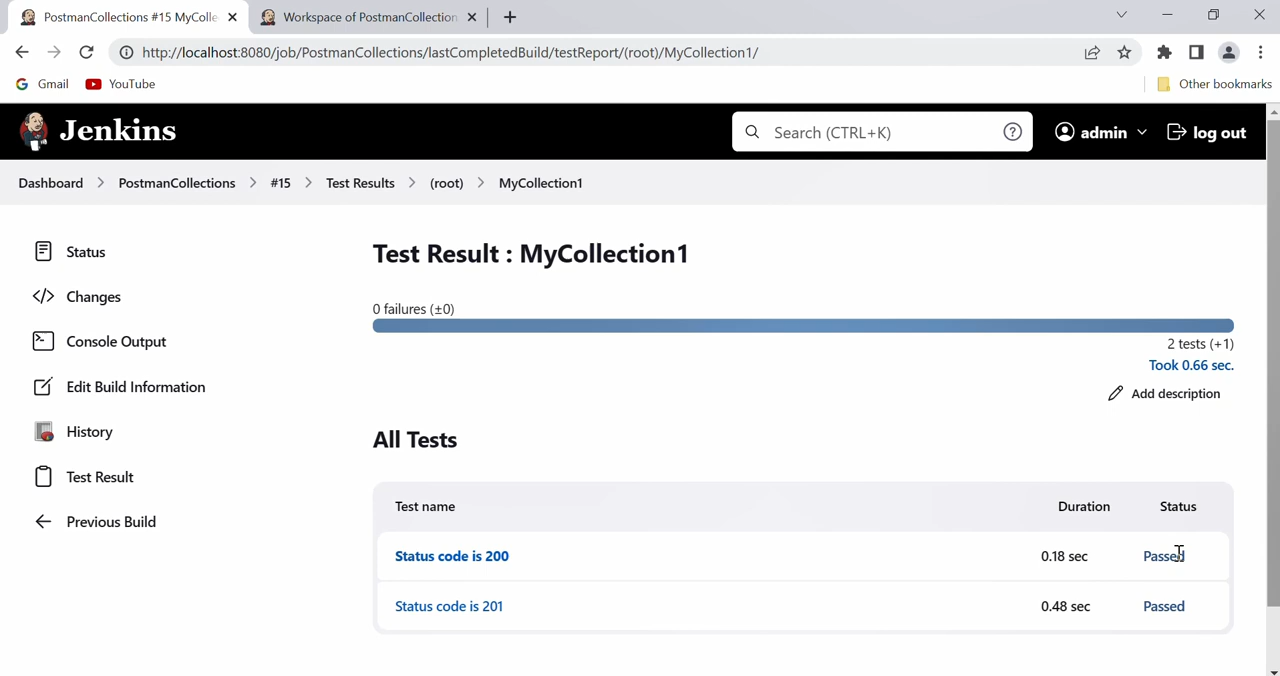 PostmanCollections #15 MyColle
Workspace of PostmanCollection
http://localhost:8080/job/PostmanCollections/lastCompletedBuild/testReport/(root)/MyCollection1/
Gmail
YouTube
Other bookmarks
Jenkins
Search (CTRL+K)
admin
log out
Dashboard
PostmanCollections
#15
Test Results
(root)
MyCollection1
Status
Changes
Console Output
Edit Build Information
History
Test Result
Previous Build
Test Result : MyCollection1
0 failures (±0)
2 tests (+1)
Took 0.66 sec.
Add description
All Tests
Test name Duration Status
Status code is 200 0.18 sec Passed
Status code is 201 0.48 sec Passed